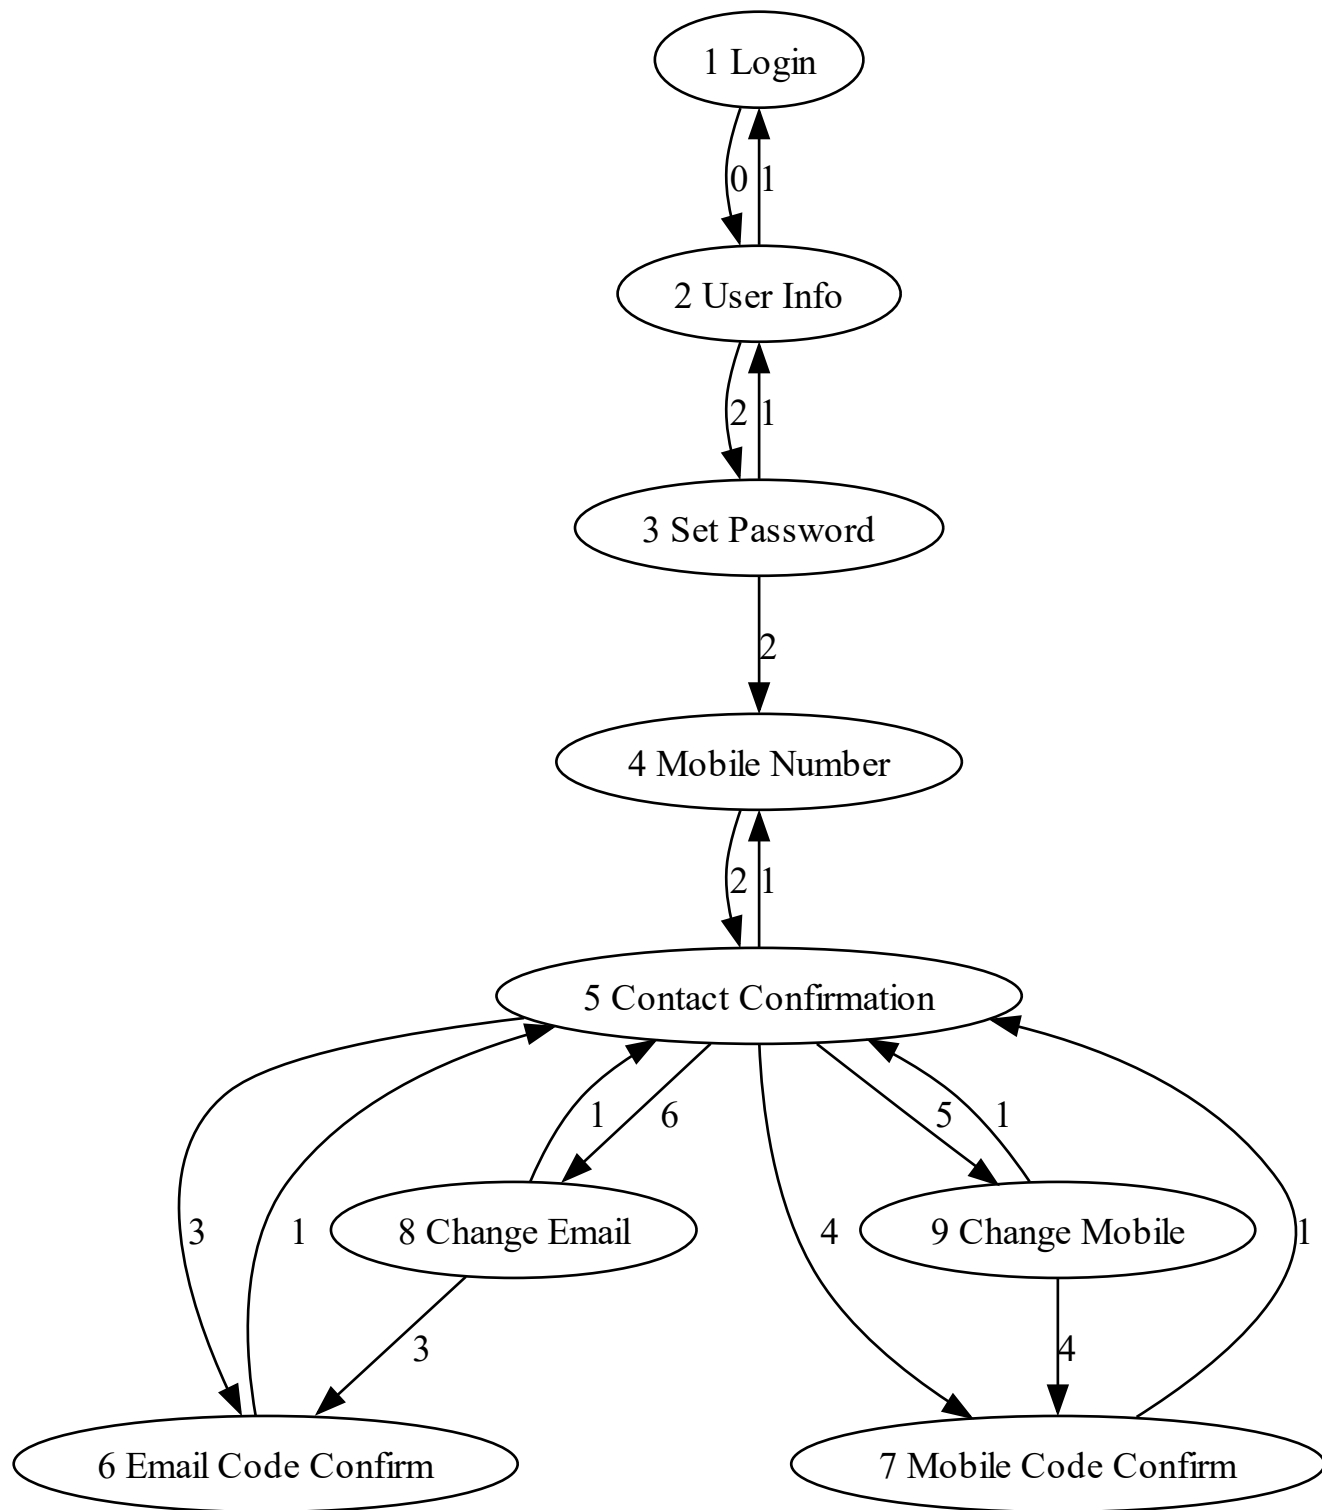 1 Login
0
1
2 User Info
2
1
3 Set Password
2
4 Mobile Number
2
1
5 Contact Confirmation
1
6
5
1
3
1
8 Change Email
4
9 Change Mobile
1
3
4
6 Email Code Confirm
7 Mobile Code Confirm